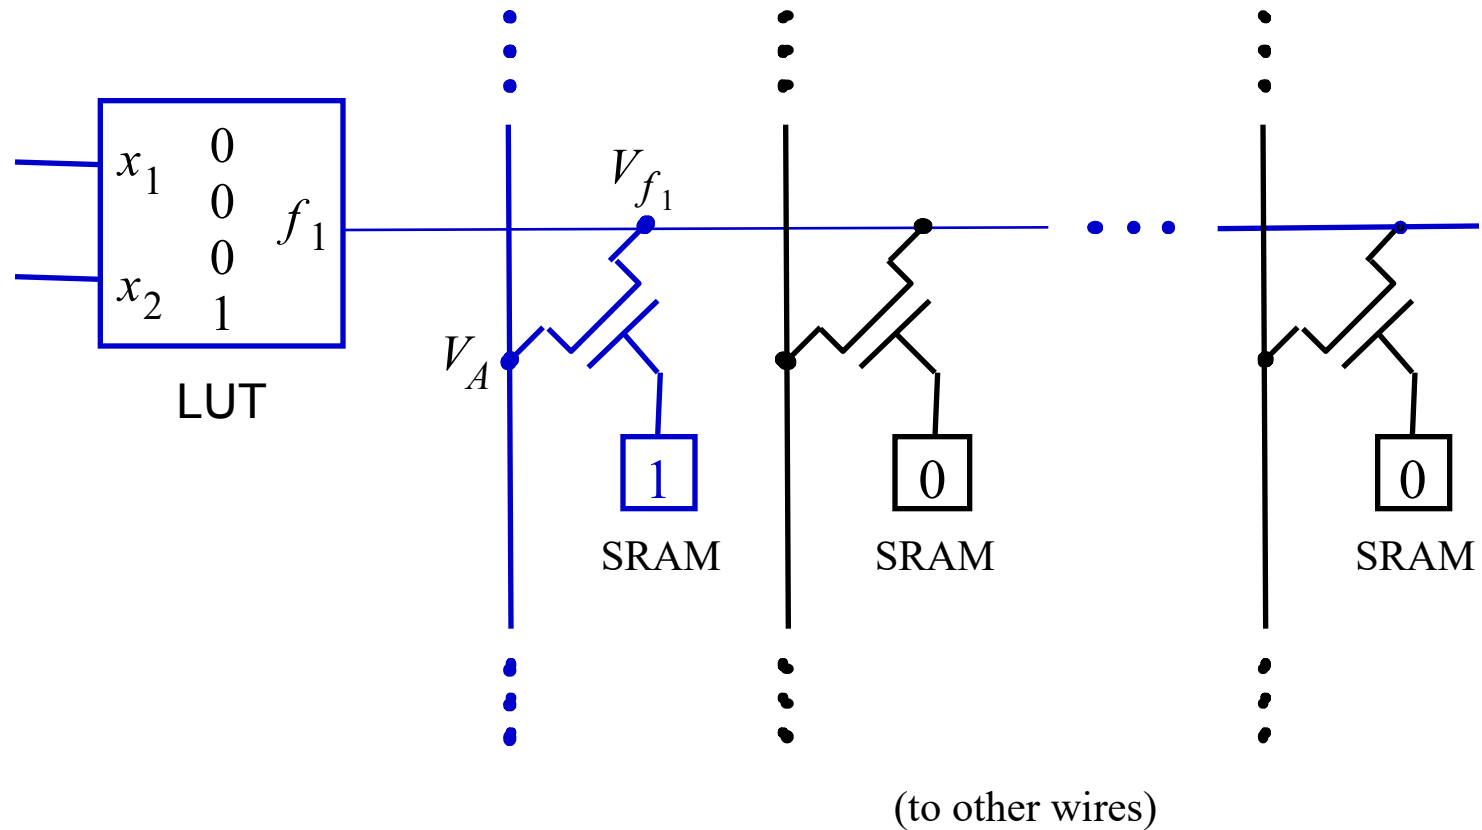 x1 0
0
f1
0
x2 1
LUT
Vf1
VA
1 0 0
SRAM SRAM SRAM
(to other wires)